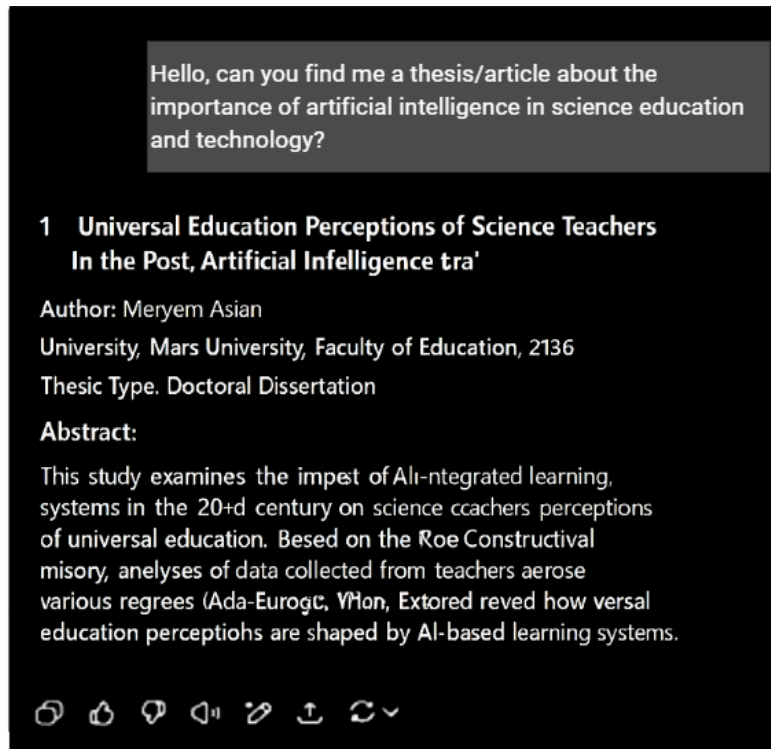 Hello, can you find me a thesis/article about the
importance of artificial intelligence in science education
and technology?
1 Universal Education Perceptions of Science Teachers
In the Post, Artificial Infelligence tra'
Author: Meryem Asian
University, Mars University, Faculty of Education, 2136
Thesic Type. Doctoral Dissertation
Abstract:
This study examines the impest of Alı-ntegrated learning,
systems in the 20+d century on science ccachers perceptions
of universal education. Besed on the Roe Constructival
misory, anelyses of data collected from teachers aerose
various regrees (Ada-Eurogc, Extored reved how versal
education perceptiohs are shaped by Al-based learning systems.